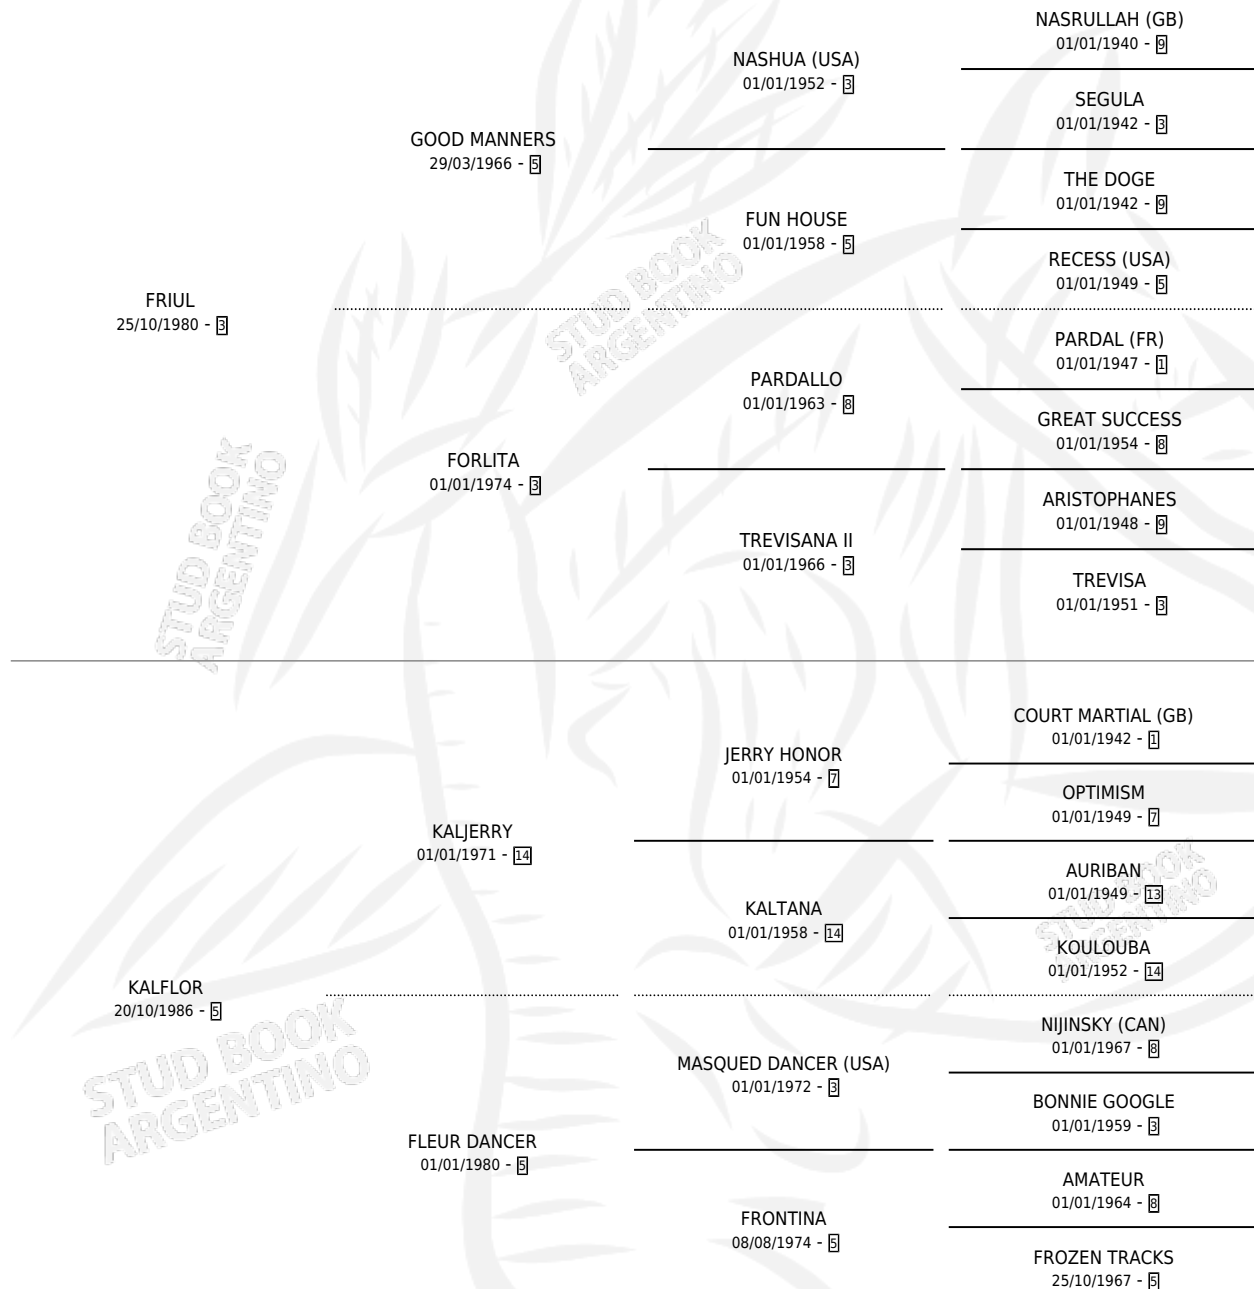 NASRULLAH (GB)
01/01/1940 - 9
NASHUA (USA)
01/01/1952 - 3
SEGULA
01/01/1942 - 3
GOOD MANNERS
29/03/1966 - 5
THE DOGE
01/01/1942 - 9
FUN HOUSE
01/01/1958 - 5
RECESS (USA)
01/01/1949 - 5
FRIUL
25/10/1980 - 3
PARDAL (FR)
01/01/1947 - 1
PARDALLO
01/01/1963 - 8
GREAT SUCCESS
01/01/1954 - 8
FORLITA
01/01/1974 - 3
ARISTOPHANES
01/01/1948 - 9
TREVISANA II
01/01/1966 - 3
TREVISA
01/01/1951 - 3
COURT MARTIAL (GB)
01/01/1942 - 1
JERRY HONOR
01/01/1954 - 7
OPTIMISM
01/01/1949 - 7
KALJERRY
01/01/1971 - 14
AURIBAN
01/01/1949 - 13
KALTANA
01/01/1958 - 14
KOULOUBA
01/01/1952 - 14
KALFLOR
20/10/1986 - 5
NIJINSKY (CAN)
01/01/1967 - 8
MASQUED DANCER (USA)
01/01/1972 - 3
BONNIE GOOGLE
01/01/1959 - 3
FLEUR DANCER
01/01/1980 - 5
AMATEUR
01/01/1964 - 8
FRONTINA
08/08/1974 - 5
FROZEN TRACKS
25/10/1967 - 5
STUD BOOK
ARGENTINO
STUD BOOK
ARGENTINO
STUD BOOK
ARGENTINO
STUD BOOK
ARGENTINO